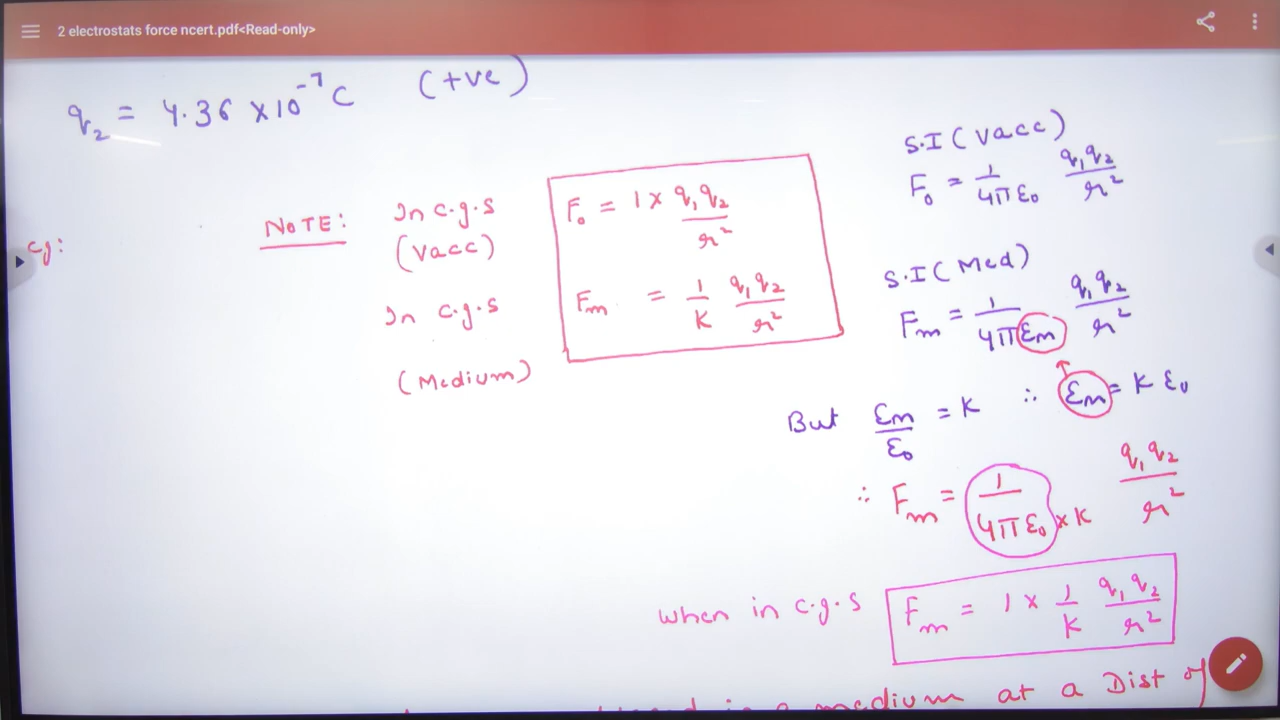 2 electrostats force ncert.pdf<Read-only>
q₂ = 4.36 × 10⁻⁷ C (+ve)
NOTE: In c.g.s (Vacc) F₀ = 1 × q₁q₂/r²
In c.g.s (Medium) Fm = 1/K q₁q₂/r²
eg:
S.I (Vacc)
F₀ = 1/4πε₀ q₁q₂/r²
S.I (Med)
Fm = 1/4πεm q₁q₂/r²
But εm/ε₀ = K ∴ εm = K ε₀
∴ Fm = 1/4πε₀ × K q₁q₂/r²
When in c.g.s Fm = 1 × 1/K q₁q₂/r²
in a medium at a Dist of